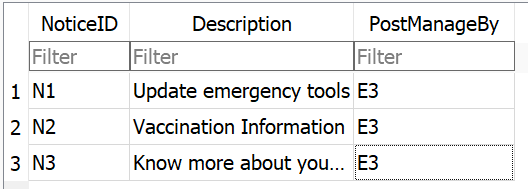 NoticeID Description PostManageBy
Filter Filter Filter
1 N1 Update emergency tools E3
2 N2 Vaccination Information E3
3 N3 Know more about you... E3